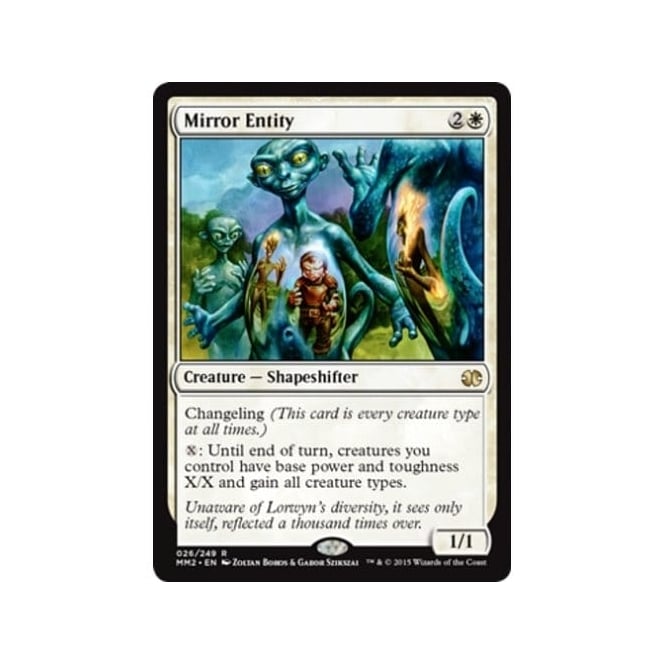 Mirror Entity 2
Creature — Shapeshifter
Changeling (This card is every creature type
at all times.)
X: Until end of turn, creatures you
control have base power and toughness
X/X and gain all creature types.
Unaware of Lorwyn's diversity, it sees only
itself, reflected a thousand times over.
1/1
026/249 R
MM2 • EN Zoltan Boros & Gabor Szikszai ™ & © 2015 Wizards of the Coast